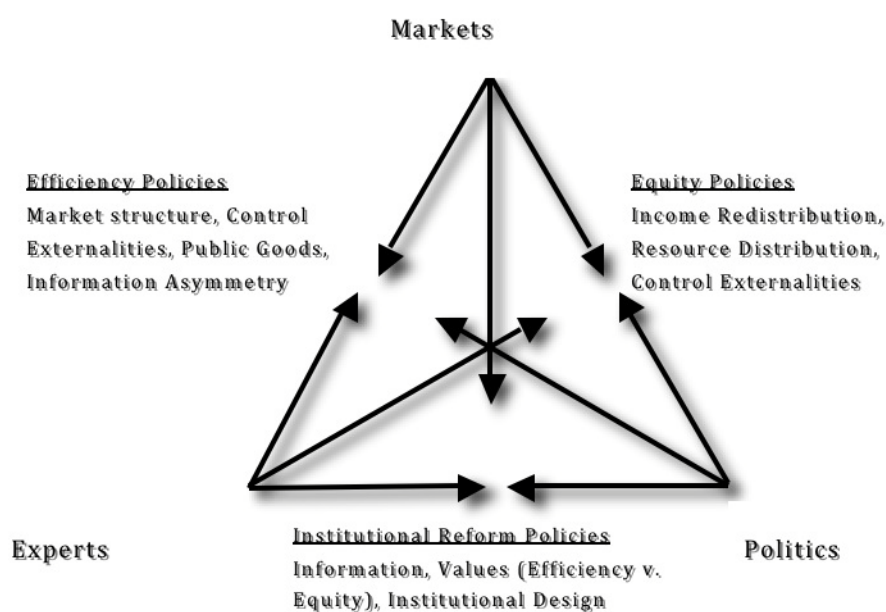 Markets
Efficiency Policies
Market structure, Control
Externalities, Public Goods,
Information Asymmetry
Equity Policies
Income Redistribution,
Resource Distribution,
Control Externalities
Experts
Institutional Reform Policies
Information, Values (Efficiency v.
Equity), Institutional Design
Politics